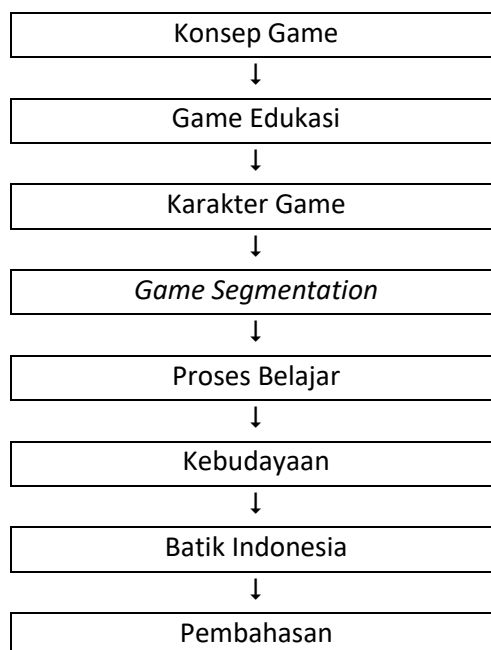 Konsep Game
↓
Game Edukasi
↓
Karakter Game
↓
Game Segmentation
↓
Proses Belajar
↓
Kebudayaan
↓
Batik Indonesia
↓
Pembahasan